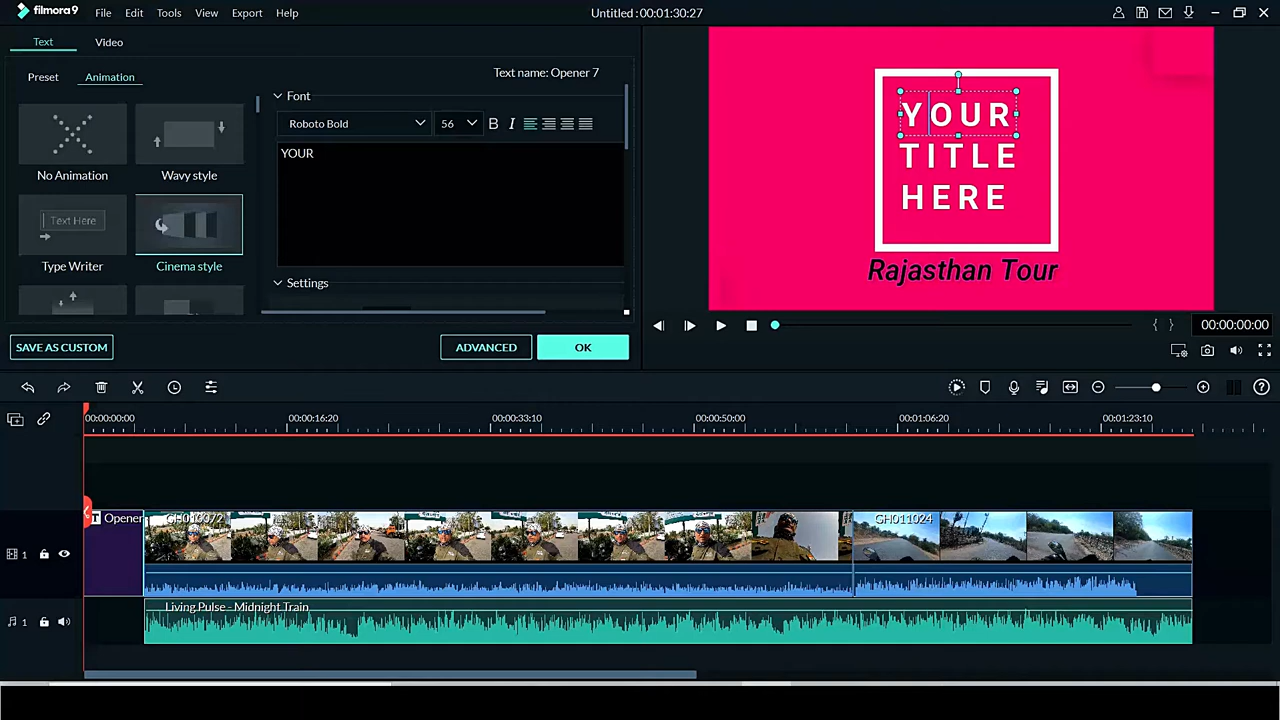 filmora 9 File Edit Tools View Export Help Untitled : 00:01:30:27
Text Video
Preset Animation Text name: Opener 7
Font
Roboto Bold 56 B I
YOUR
No Animation Wavy style
Text Here
Type Writer Cinema style
Settings
SAVE AS CUSTOM ADVANCED OK
YOUR
TITLE
HERE
Rajasthan Tour
{ } 00:00:00:00
00:00:00:00 00:00:16:20 00:00:33:10 00:00:50:00 00:01:06:20 00:01:23:10
T Opener GH011024
1
Living Pulse - Midnight Train
1